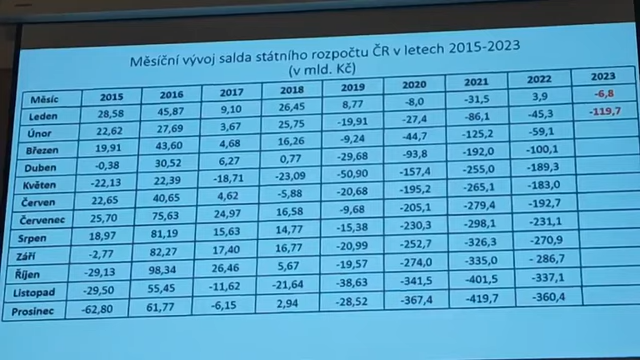 Měsíční vývoj salda státního rozpočtu ČR v letech 2015-2023
(v mld. Kč)
Měsíc 2015 2016 2017 2018 2019 2020 2021 2022 2023
Leden 28,58 45,87 9,10 26,45 8,77 -8,0 -31,5 3,9 -6,8
Únor 22,62 27,69 3,67 25,75 -19,91 -27,4 -86,1 -45,3 -119,7
Březen 19,91 43,60 4,68 16,26 -9,24 -44,7 -125,2 -59,1
Duben -0,38 30,52 6,27 0,77 -29,68 -93,8 -192,0 -100,1
Květen -22,13 22,39 -18,71 -23,09 -50,90 -157,4 -255,0 -189,3
Červen 22,65 40,65 4,62 -5,88 -20,68 -195,2 -265,1 -183,0
Červenec 25,70 75,63 24,97 16,58 -9,68 -205,1 -279,4 -192,7
Srpen 18,97 81,19 15,63 14,77 -15,38 -230,3 -298,1 -231,1
Září -2,77 82,27 17,40 16,77 -20,99 -252,7 -326,3 -270,9
Říjen -29,13 98,34 26,46 5,67 -19,57 -274,0 -335,0 - 286,7
Listopad -29,50 55,45 -11,62 -21,64 -38,63 -341,5 -401,5 -337,1
Prosinec -62,80 61,77 -6,15 2,94 -28,52 -367,4 -419,7 -360,4